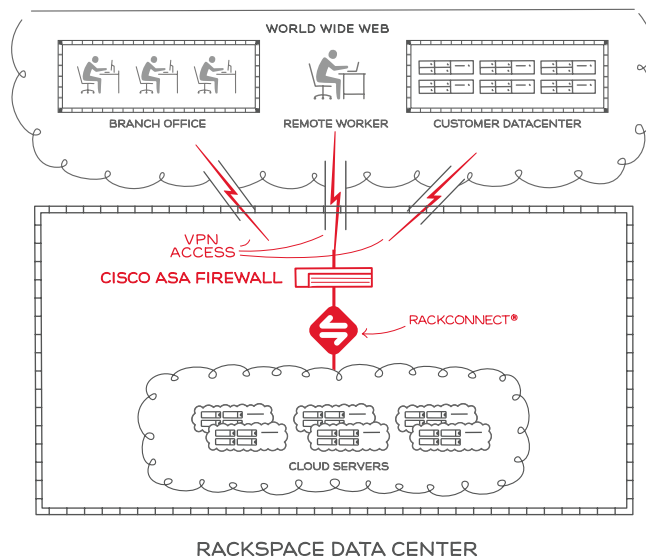 WORLD WIDE WEB
BRANCH OFFICE
REMOTE WORKER
CUSTOMER DATACENTER
VPN
ACCESS
CISCO ASA FIREWALL
RACKCONNECT®
CLOUD SERVERS
RACKSPACE DATA CENTER